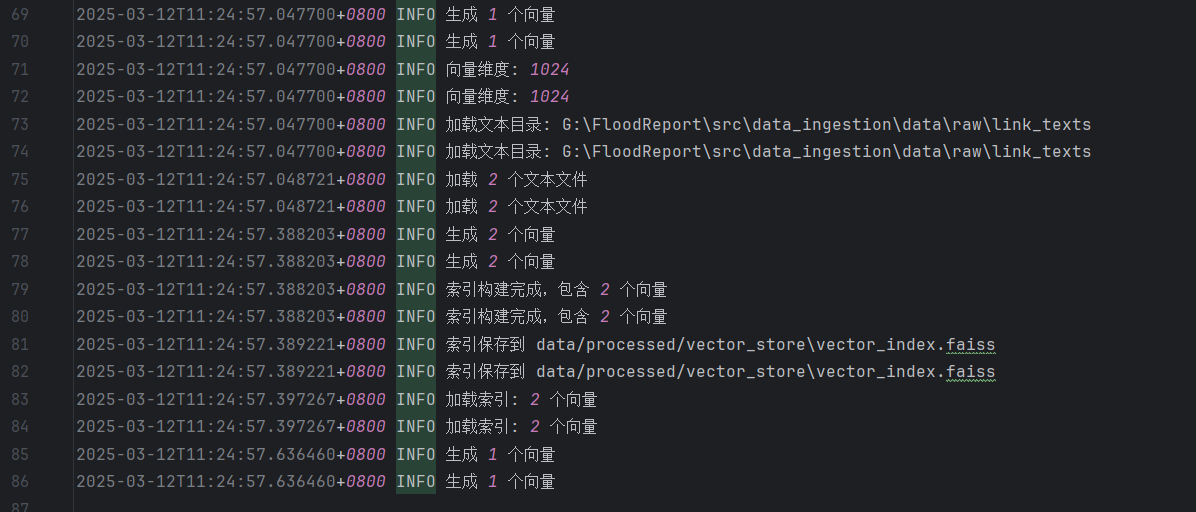 69 2025-03-12T11:24:57.047700+0800 INFO 生成 1 个向量
70 2025-03-12T11:24:57.047700+0800 INFO 生成 1 个向量
71 2025-03-12T11:24:57.047700+0800 INFO 向量维度: 1024
72 2025-03-12T11:24:57.047700+0800 INFO 向量维度: 1024
73 2025-03-12T11:24:57.047700+0800 INFO 加载文本目录: G:\FloodReport\src\data_ingestion\data\raw\link_texts
74 2025-03-12T11:24:57.047700+0800 INFO 加载文本目录: G:\FloodReport\src\data_ingestion\data\raw\link_texts
75 2025-03-12T11:24:57.048721+0800 INFO 加载 2 个文本文件
76 2025-03-12T11:24:57.048721+0800 INFO 加载 2 个文本文件
77 2025-03-12T11:24:57.388203+0800 INFO 生成 2 个向量
78 2025-03-12T11:24:57.388203+0800 INFO 生成 2 个向量
79 2025-03-12T11:24:57.388203+0800 INFO 索引构建完成，包含 2 个向量
80 2025-03-12T11:24:57.388203+0800 INFO 索引构建完成，包含 2 个向量
81 2025-03-12T11:24:57.389221+0800 INFO 索引保存到 data/processed/vector_store\vector_index.faiss
82 2025-03-12T11:24:57.389221+0800 INFO 索引保存到 data/processed/vector_store\vector_index.faiss
83 2025-03-12T11:24:57.397267+0800 INFO 加载索引: 2 个向量
84 2025-03-12T11:24:57.397267+0800 INFO 加载索引: 2 个向量
85 2025-03-12T11:24:57.636460+0800 INFO 生成 1 个向量
86 2025-03-12T11:24:57.636460+0800 INFO 生成 1 个向量
87